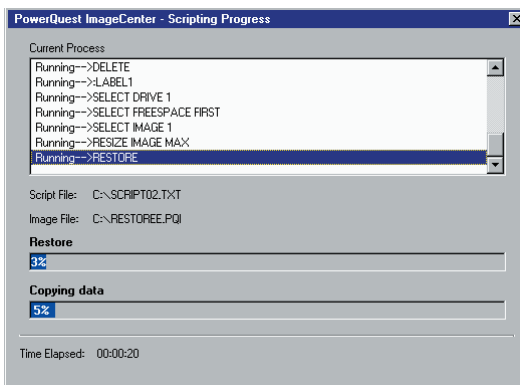 PowerQuest ImageCenter - Scripting Progress
Current Process
Running-->DELETE
Running-->:LABEL1
Running-->SELECT DRIVE 1
Running-->SELECT FREESPACE FIRST
Running-->SELECT IMAGE 1
Running-->RESIZE IMAGE MAX
Running-->RESTORE
Script File: C:\SCRIPT02.TXT
Image File: C:\RESTOREE.PQI
Restore
3%
Copying data
5%
Time Elapsed: 00:00:20